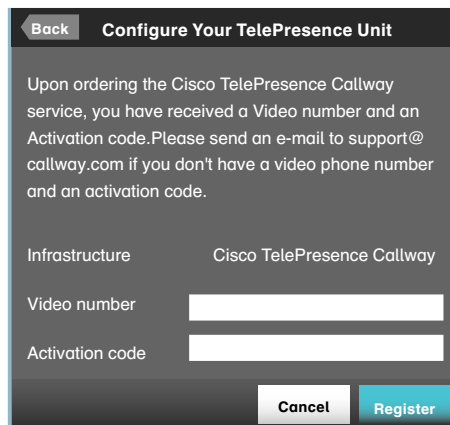 Back Configure Your TelePresence Unit
Upon ordering the Cisco TelePresence Callway
service, you have received a Video number and an
Activation code.Please send an e-mail to support@
callway.com if you don't have a video phone number
and an activation code.
Infrastructure Cisco TelePresence Callway
Video number
Activation code
Cancel Register